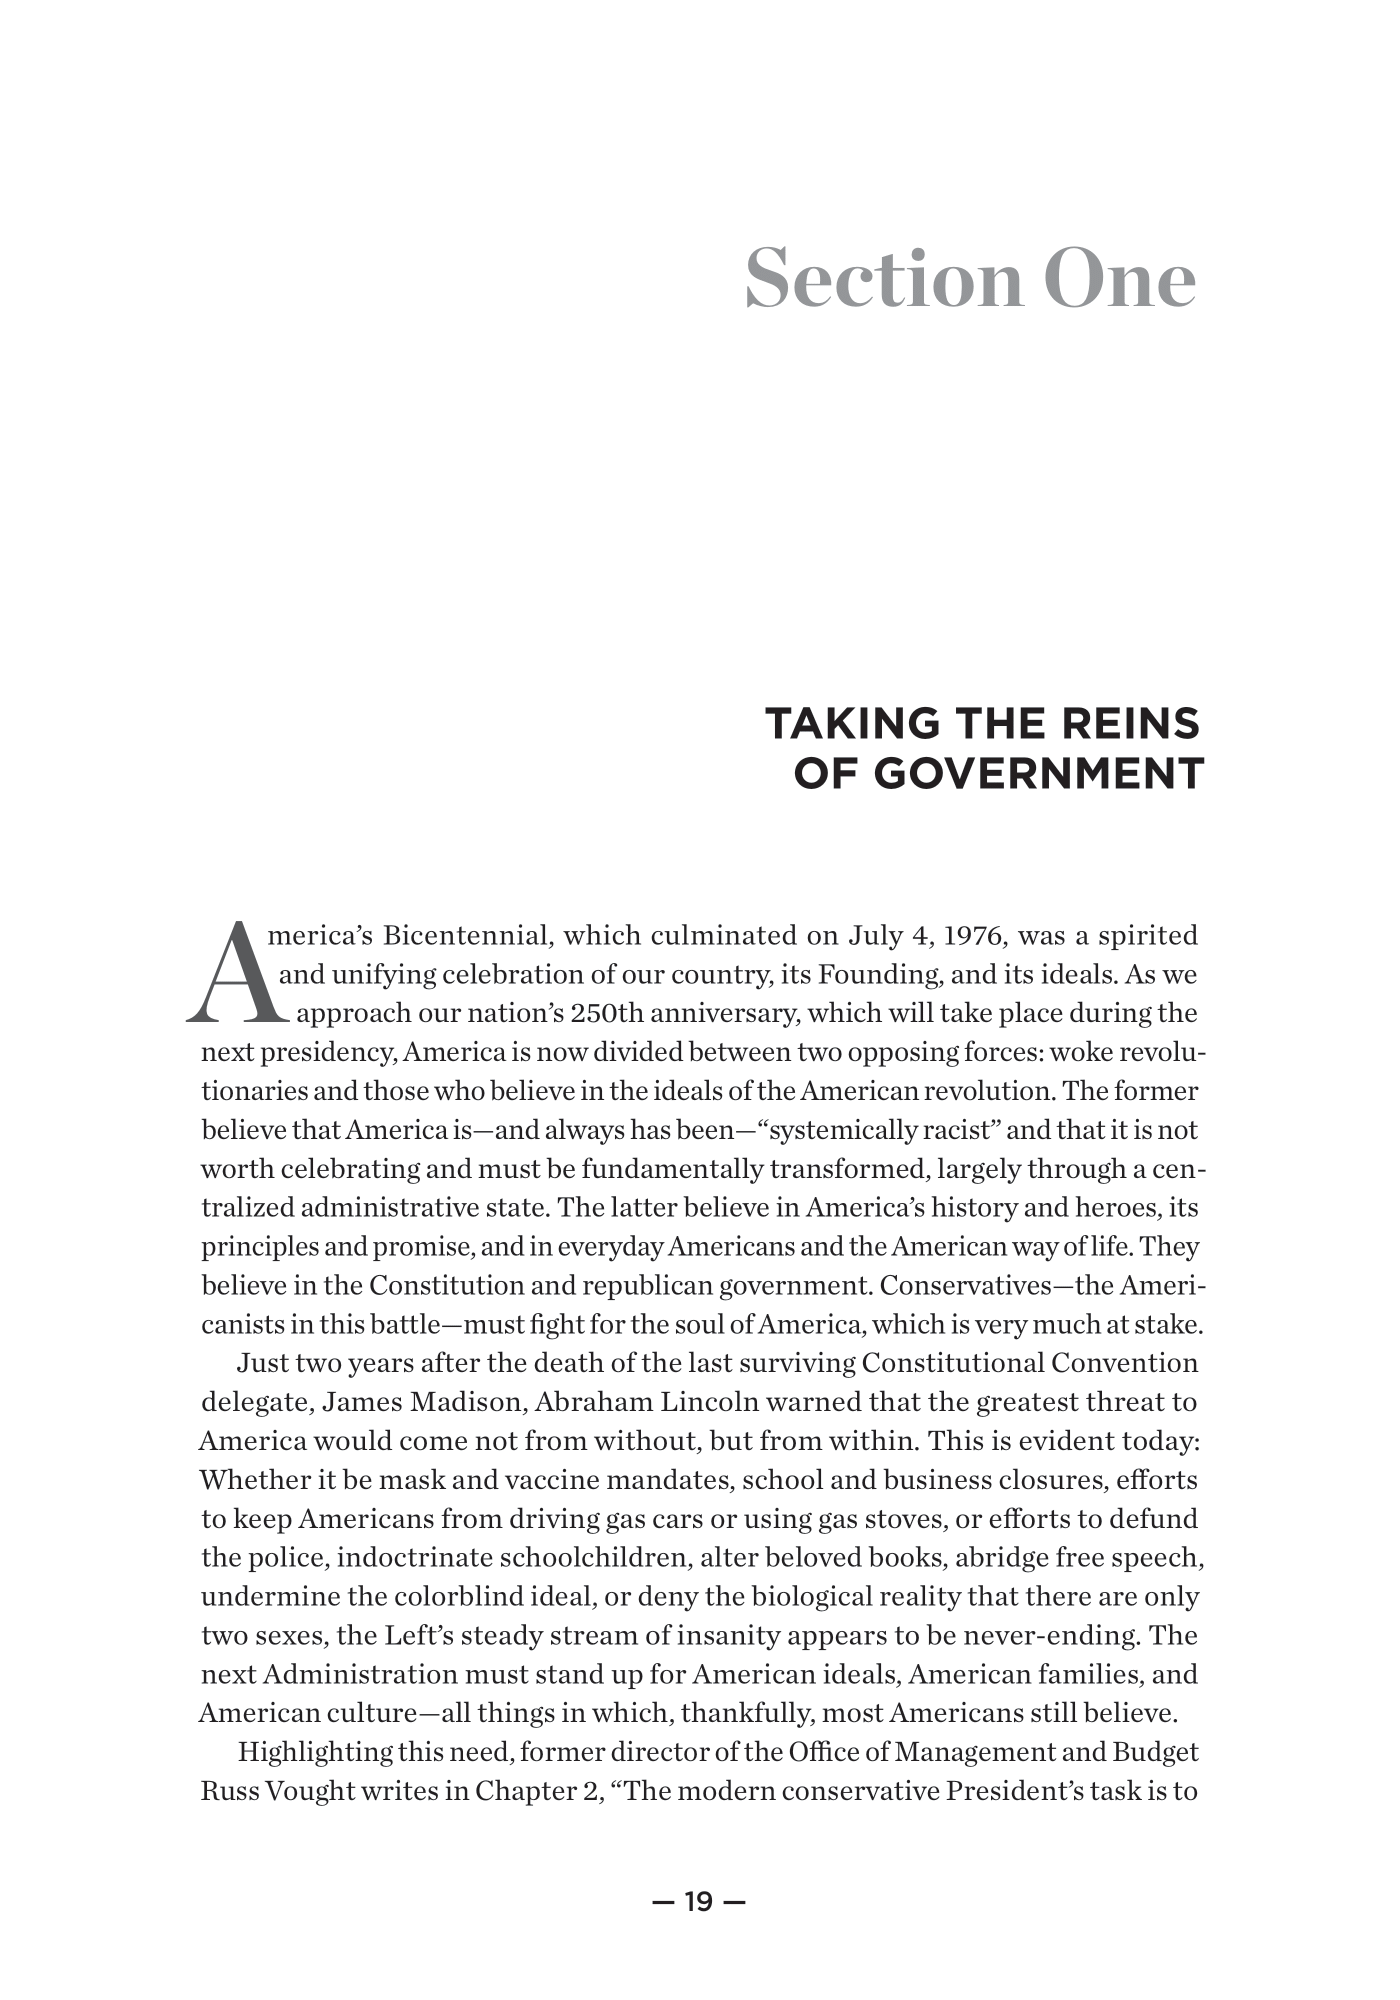 Section One
TAKING THE REINS
OF GOVERNMENT
America’s Bicentennial, which culminated on July 4, 1976, was a spirited
and unifying celebration of our country, its Founding, and its ideals. As we
approach our nation’s 250th anniversary, which will take place during the
next presidency, America is now divided between two opposing forces: woke revolu-
tionaries and those who believe in the ideals of the American revolution. The former
believe that America is—and always has been—“systemically racist” and that it is not
worth celebrating and must be fundamentally transformed, largely through a cen-
tralized administrative state. The latter believe in America’s history and heroes, its
principles and promise, and in everyday Americans and the American way of life. They
believe in the Constitution and republican government. Conservatives—the Ameri-
canists in this battle—must fight for the soul of America, which is very much at stake.
Just two years after the death of the last surviving Constitutional Convention
delegate, James Madison, Abraham Lincoln warned that the greatest threat to
America would come not from without, but from within. This is evident today:
Whether it be mask and vaccine mandates, school and business closures, efforts
to keep Americans from driving gas cars or using gas stoves, or efforts to defund
the police, indoctrinate schoolchildren, alter beloved books, abridge free speech,
undermine the colorblind ideal, or deny the biological reality that there are only
two sexes, the Left’s steady stream of insanity appears to be never-ending. The
next Administration must stand up for American ideals, American families, and
American culture—all things in which, thankfully, most Americans still believe.
Highlighting this need, former director of the Office of Management and Budget
Russ Vought writes in Chapter 2, “The modern conservative President’s task is to
— 19 —